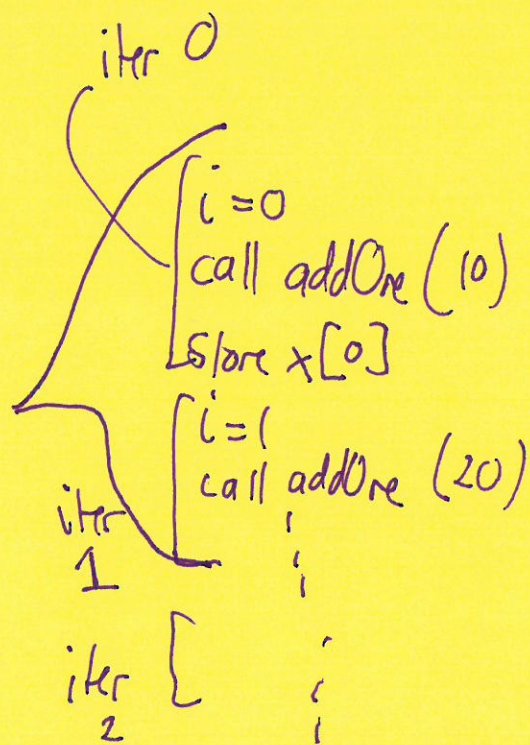 iter 0
i = 0
call addOne (10)
store x[0]
i = 1
call addOne (20)
iter
1
iter
2